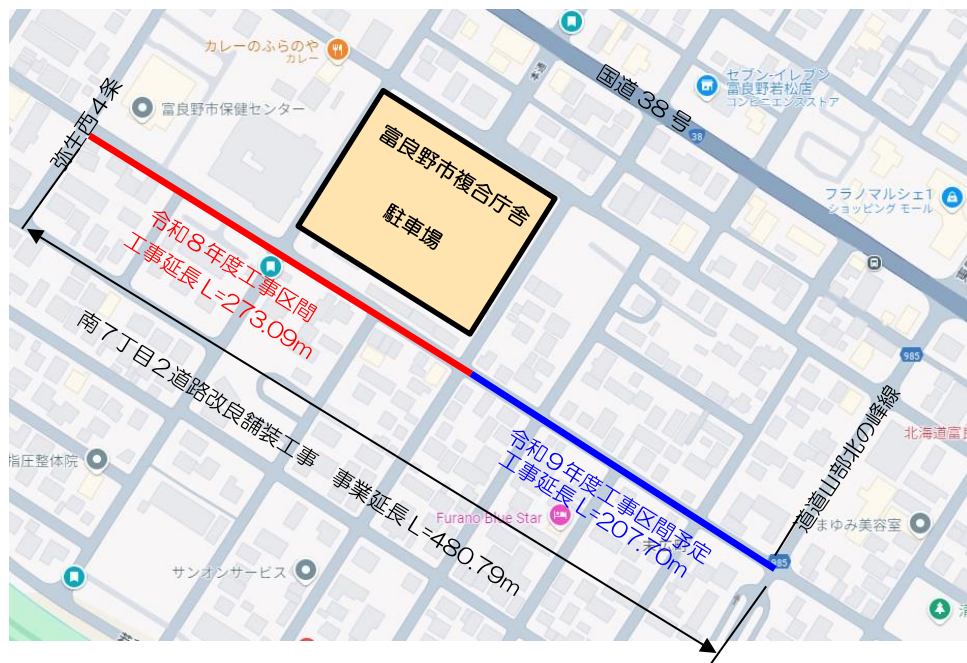 カレーのふらのや
カレー
国道38号
セブン-イレブン
富良野若松店
コンビニエンスストア
弥生西4条
富良野市保健センター
38
富良野市複合庁舎
駐車場
フラノマルシェ1
ショッピング モール
令和8年度工事区間
工事延長L=273.09m
985
南7丁目2道路改良舗装工事 事業延長L=480.79m
道道山部北の峰線
北海道富
指圧整体院
令和9年度工事区間予定
工事延長L=207.70m
Furano Blue Star
まゆみ美容室
985
サンオンサービス